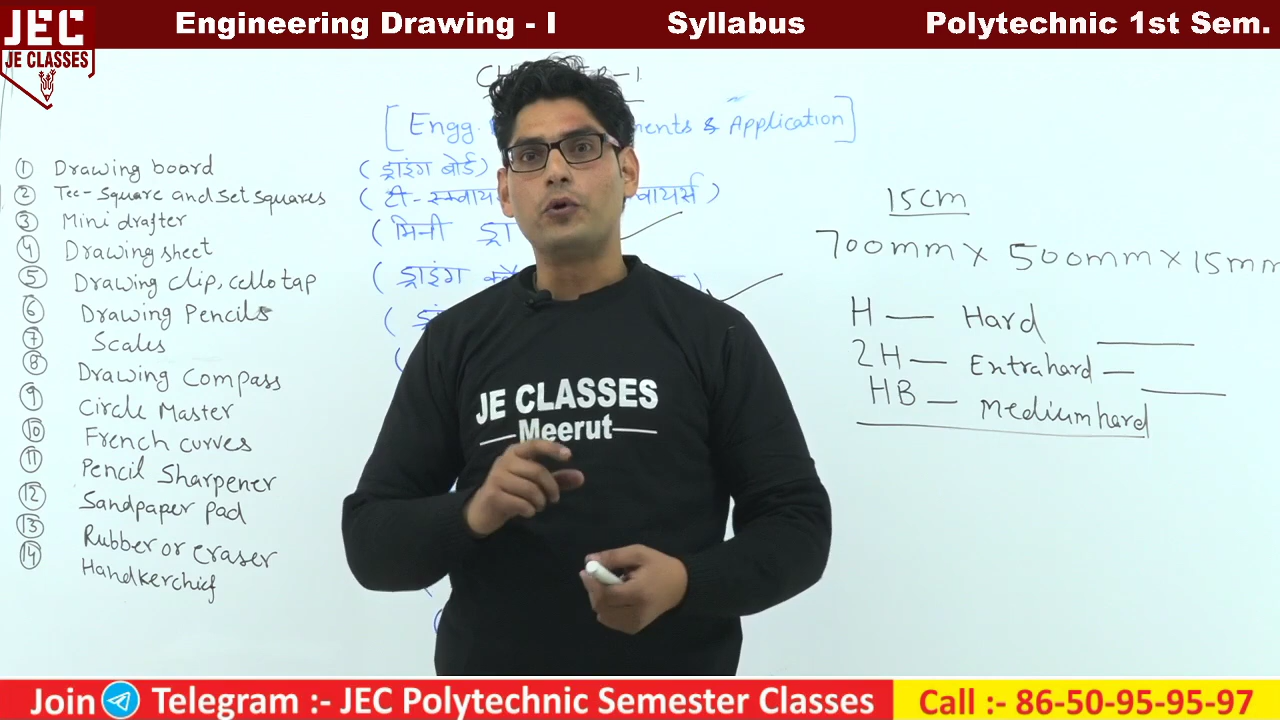 JEC
JE CLASSES
Engineering Drawing - I
Syllabus
Polytechnic 1st Sem.
[Engg. & Application]
① Drawing board (ड्राइंग बोर्ड)
② Tee-Square and Set Squares (टी-
③ Mini drafter (मिनी ड्रा
④ Drawing sheet
⑤ Drawing clip, cello tap (ड्राइंग
⑥ Drawing Pencils
⑦ Scales
⑧ Drawing Compass
⑨ Circle Master
⑩ French curves
⑪ Pencil Sharpener
⑫ Sandpaper pad
⑬ Rubber or eraser
⑭ Handkerchief
15cm
700mm X 500mm X 15mm
H — Hard
2H — Extrahard —
HB — Mediumhard
JE CLASSES
Meerut
Join Telegram :- JEC Polytechnic Semester Classes
Call :- 86-50-95-95-97